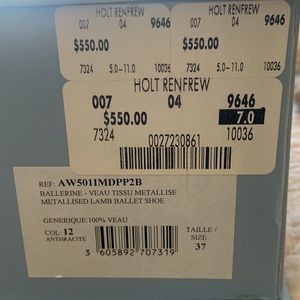 HOLT RENFREW
007 04 9646
$550.00
7324 5.0-11.0 10036
007 04 9646
$550.00
7324 5.0-11.0 10036
HOLT RENFREW
007 04 9646
$550.00 7.0
7324 10036
0027230861
REF: AW501IMDPP2B
BALLERINE - VEAU TISSU METALLISE
METALLISED LAMB BALLET SHOE
GENERIQUE:100% VEAU
COL: 12
ANTHRACITE
TAILLE /
SIZE :
37
3 605892 707319